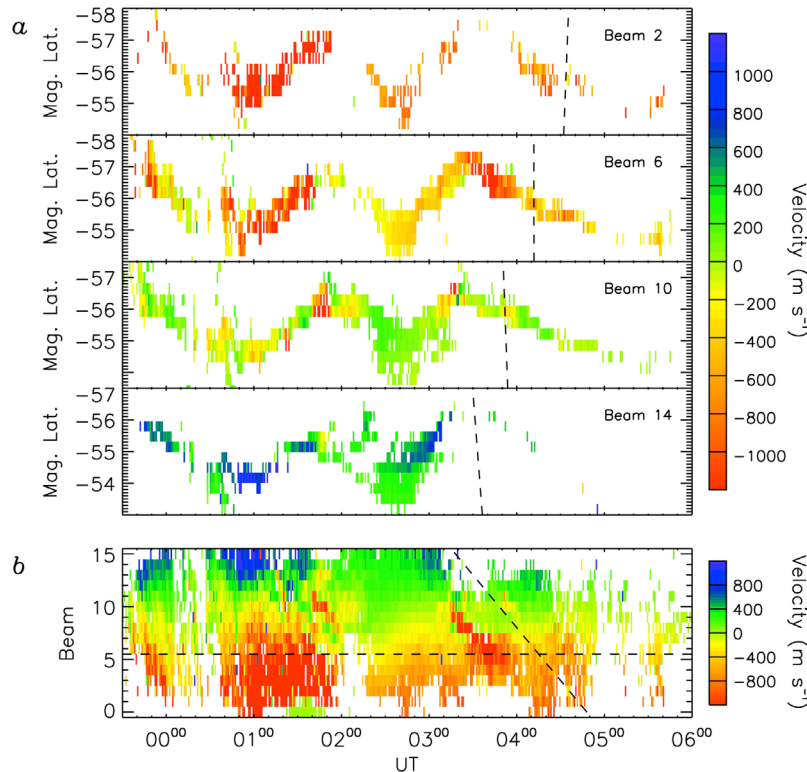 a
-58
-57
-56
-55
Mag. Lat.
Beam 2
-58
-57
-56
-54
Mag. Lat.
Beam 6
-57
-56
-55
Mag. Lat.
Beam 10
-57
-56
-55
-54
Mag. Lat.
Beam 14
1000
800
600
400
200
0
-200
-400
-600
-800
-1000
Velocity (m s⁻¹)
b
15
10
5
0
Beam
00⁰⁰ 01⁰⁰ 02⁰⁰ 03⁰⁰ 04⁰⁰ 05⁰⁰ 06⁰⁰
UT
800
400
0
-400
-800
Velocity (m s⁻¹)